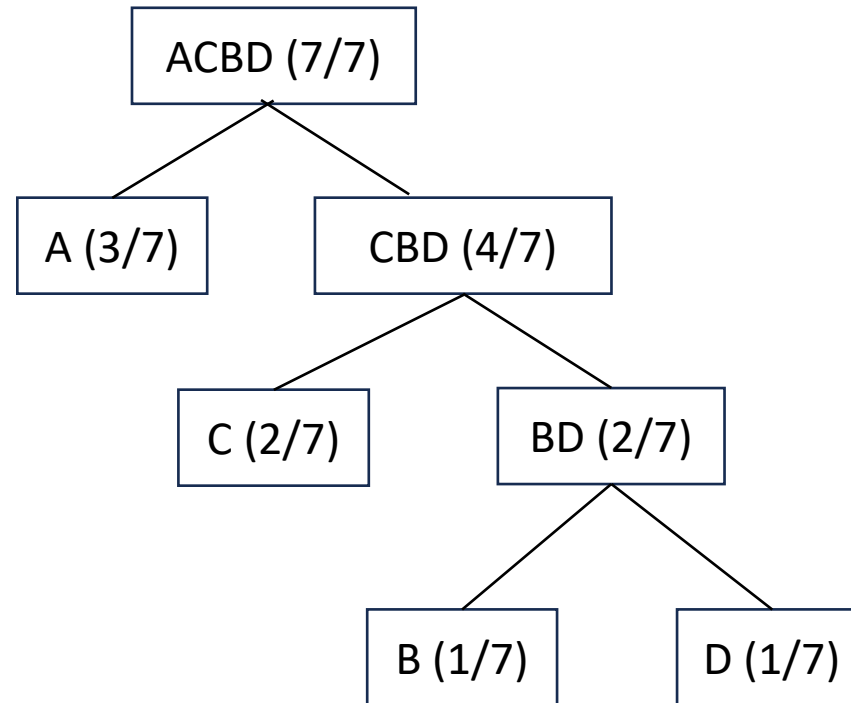 ACBD (7/7)
A (3/7)
CBD (4/7)
C (2/7)
BD (2/7)
B (1/7)
D (1/7)